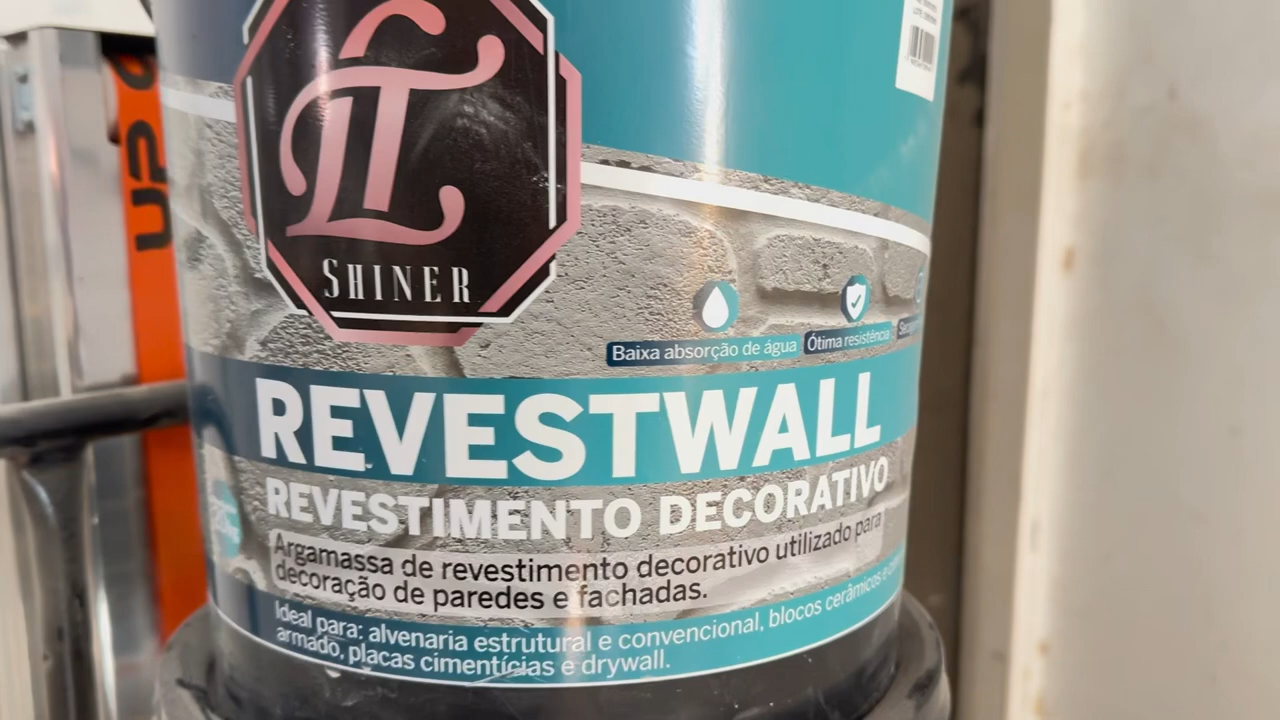 LT
SHINER
Baixa absorção de água
Ótima resistência
REVESTWALL
REVESTIMENTO DECORATIVO
Argamassa de revestimento decorativo utilizado para
decoração de paredes e fachadas.
Ideal para: alvenaria estrutural e convencional, blocos cerâmicos e
armado, placas cimentícias e drywall.